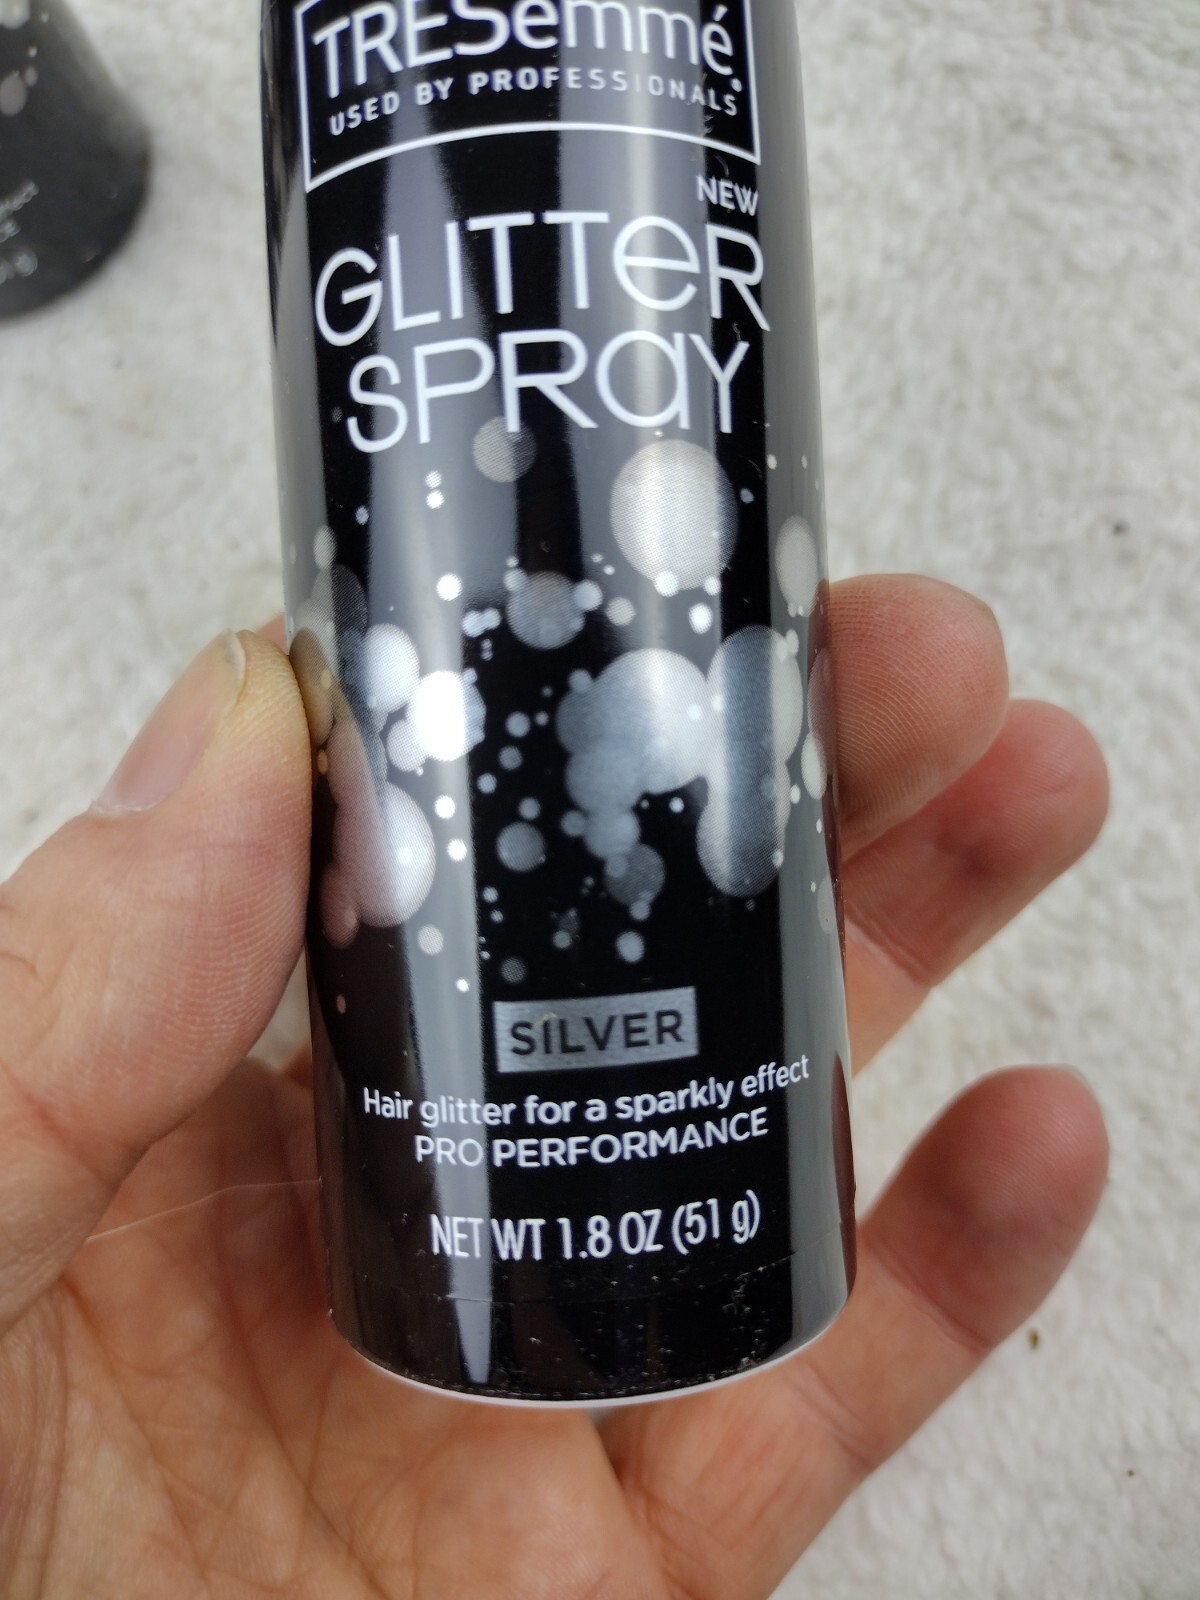 TRESemmé
USED BY PROFESSIONALS
NEW
GLITTeR
SPRaY
SILVER
Hair glitter for a sparkly effect
PRO PERFORMANCE
NET WT 1.8 OZ (51 g)